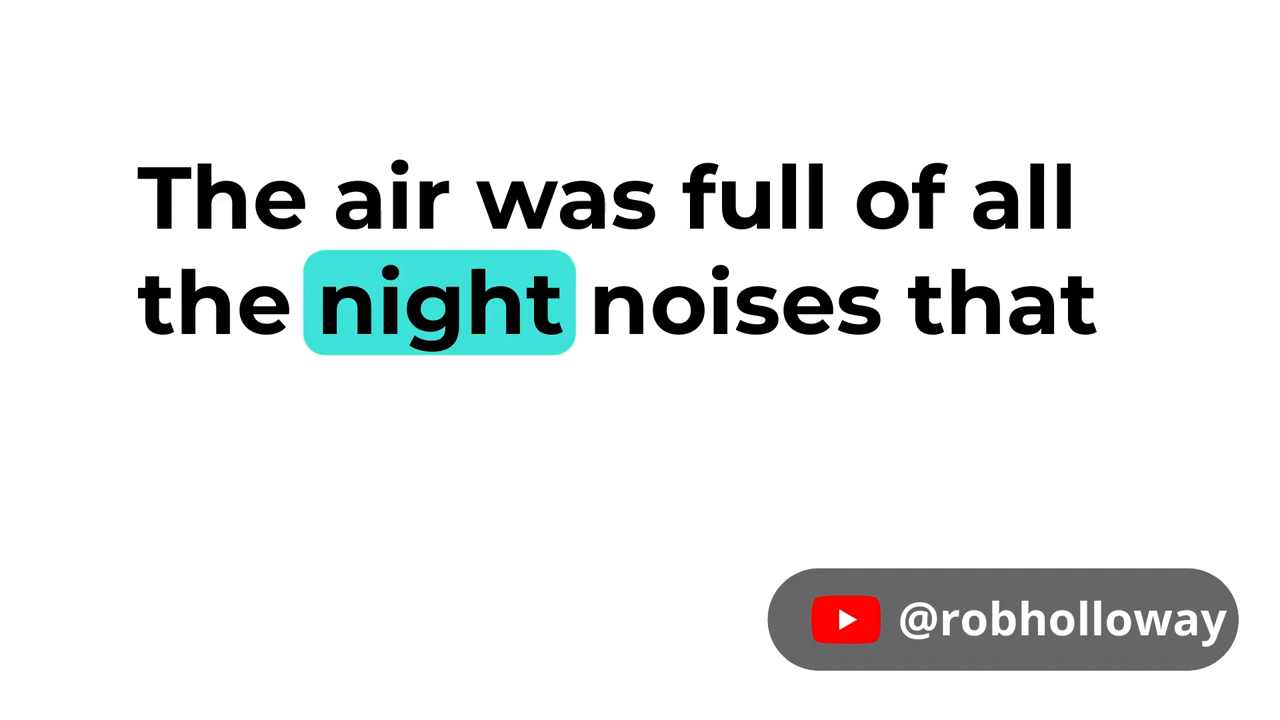 The air was full of all
the night noises that
@robholloway